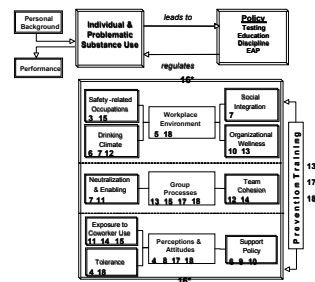 Personal
Background
Individual &
Problematic
Substance Use
leads to
Policy
Testing
Education
Discipline
EAP
Performance
regulates
16*
Safety-related
Occupations
3 15
Workplace
Environment
5 18
Social
Integration
7
Drinking
Climate
6 7 12
Organizational
Wellness
10 13
Neutralization
& Enabling
7 11
Group
Processes
13 16 17 18
Team
Cohesion
12 14
Exposure to
Coworker Use
11 14 15
Perceptions &
Attitudes
4 8 17 18
Support
Policy
6 9 10
Tolerance
4 18
16*
Prevention Training
13
17
18